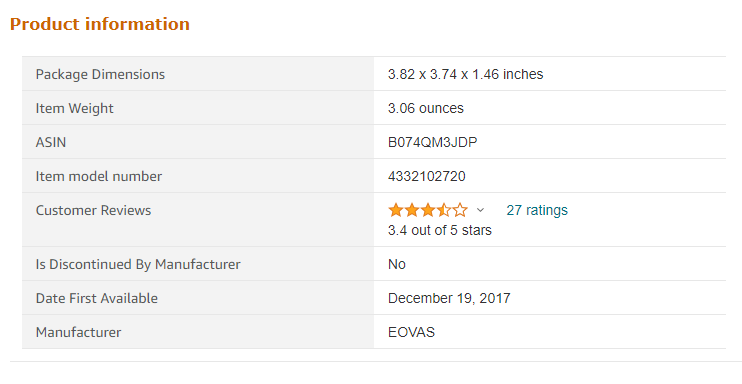 Product information
Package Dimensions 3.82 x 3.74 x 1.46 inches
Item Weight 3.06 ounces
ASIN B074QM3JDP
Item model number 4332102720
Customer Reviews 27 ratings
3.4 out of 5 stars
Is Discontinued By Manufacturer No
Date First Available December 19, 2017
Manufacturer EOVAS